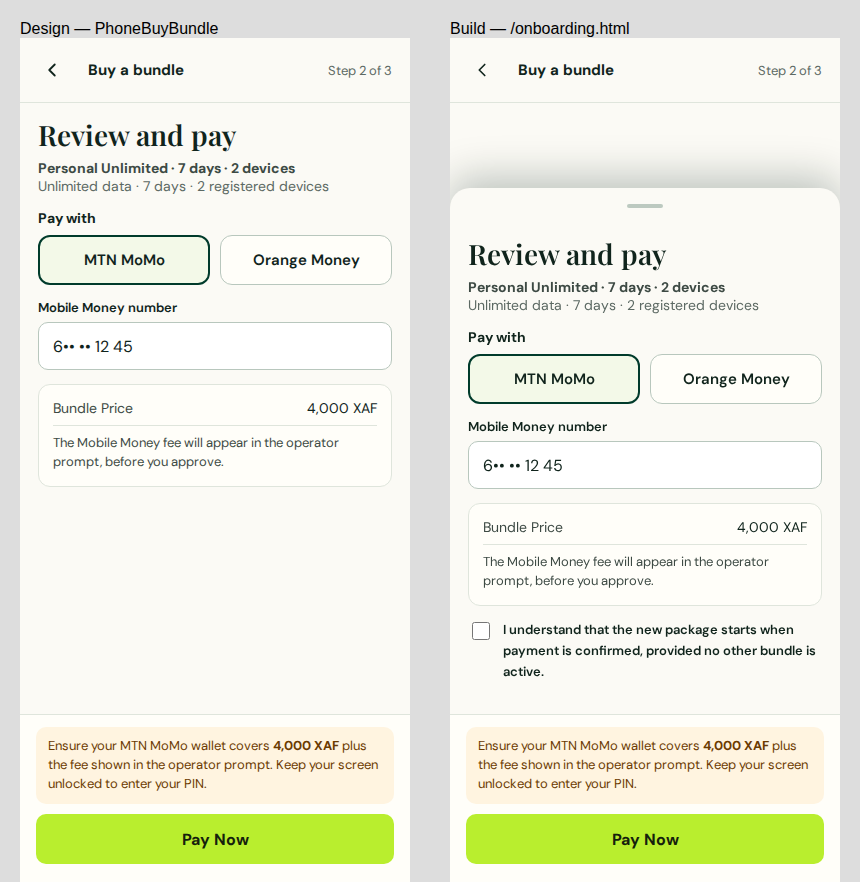 Design — PhoneBuyBundle
Buy a bundle
Step 2 of 3
Review and pay
Personal Unlimited · 7 days · 2 devices
Unlimited data · 7 days · 2 registered devices
Pay with
MTN MoMo
Orange Money
Mobile Money number
6•• •• 12 45
Bundle Price
4,000 XAF
The Mobile Money fee will appear in the operator
prompt, before you approve.
Ensure your MTN MoMo wallet covers 4,000 XAF plus
the fee shown in the operator prompt. Keep your screen
unlocked to enter your PIN.
Pay Now
Build — /onboarding.html
Buy a bundle
Step 2 of 3
Review and pay
Personal Unlimited · 7 days · 2 devices
Unlimited data · 7 days · 2 registered devices
Pay with
MTN MoMo
Orange Money
Mobile Money number
6•• •• 12 45
Bundle Price
4,000 XAF
The Mobile Money fee will appear in the operator
prompt, before you approve.
I understand that the new package starts when
payment is confirmed, provided no other bundle is
active.
Ensure your MTN MoMo wallet covers 4,000 XAF plus
the fee shown in the operator prompt. Keep your screen
unlocked to enter your PIN.
Pay Now